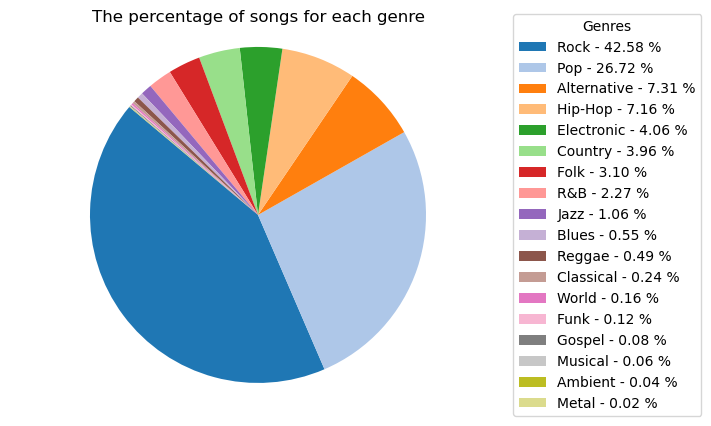 The percentage of songs for each genre
Genres
Rock - 42.58 %
Pop - 26.72 %
Alternative - 7.31 %
Hip-Hop - 7.16 %
Electronic - 4.06 %
Country - 3.96 %
Folk - 3.10 %
R&B - 2.27 %
Jazz - 1.06 %
Blues - 0.55 %
Reggae - 0.49 %
Classical - 0.24 %
World - 0.16 %
Funk - 0.12 %
Gospel - 0.08 %
Musical - 0.06 %
Ambient - 0.04 %
Metal - 0.02 %